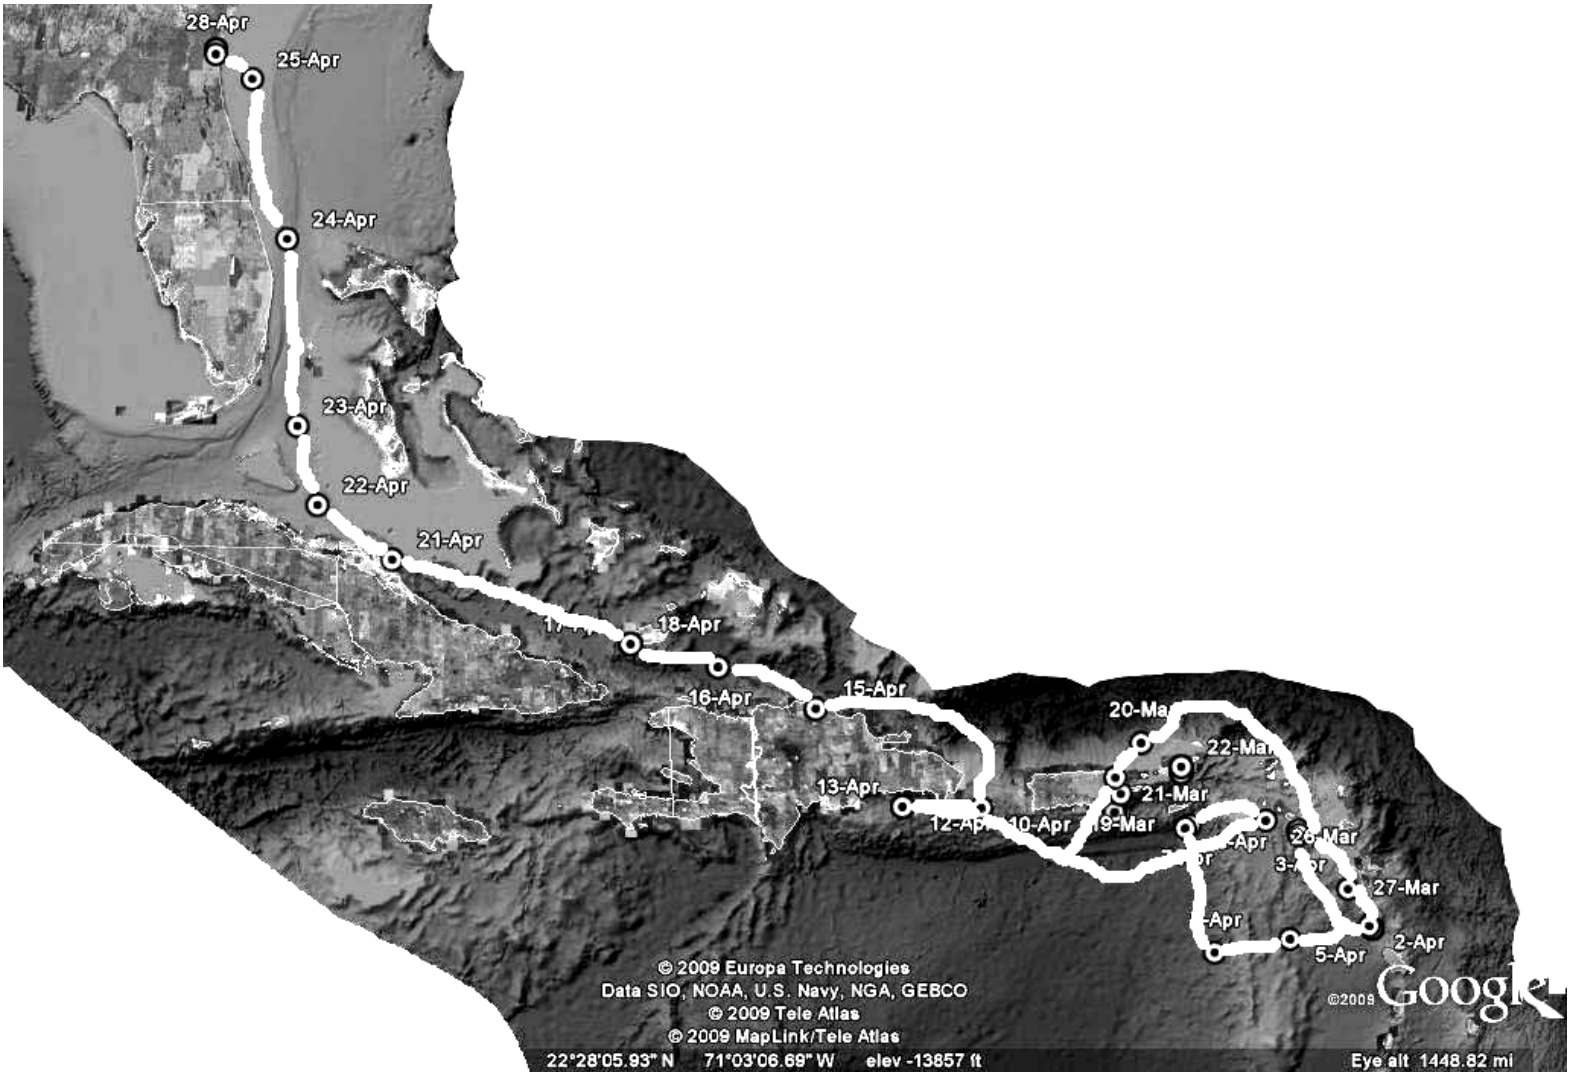 28-Apr
25-Apr
24-Apr
23-Apr
22-Apr
21-Apr
18-Apr
16-Apr
15-Apr
20-Mar
22-Mar
13-Apr
21-Mar
12-Apr
10-Apr
19-Mar
26-Mar
3-Apr
27-Mar
2-Apr
5-Apr
© 2009 Europa Technologies
Data SIO, NOAA, U.S. Navy, NGA, GEBCO
© 2009 Tele Atlas
© 2009 MapLink/Tele Atlas
©2009 Google
22°28'05.93" N 71°03'06.69" W elev -13857 ft
Eye alt 1448.82 mi